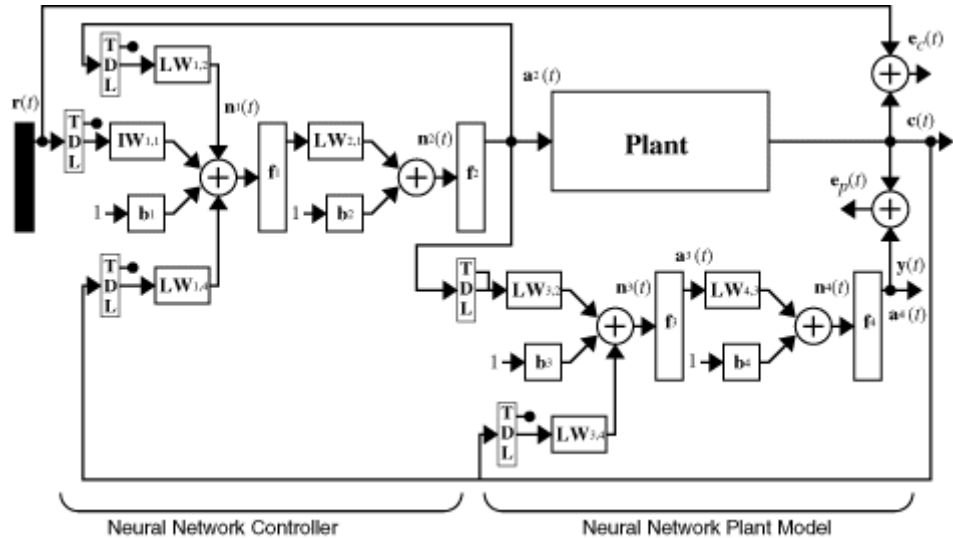 e_c(t)
T
D
L
LW1,2
a²(t)
r(t)
n¹(t)
c(t)
T
D
L
IW1,1
LW2,1
n²(t)
Plant
f1
f2
e_p(t)
1
b1
1
b2
T
D
L
LW1,4
a³(t)
y(t)
T
D
L
LW3,2
n³(t)
LW4,3
n⁴(t)
a⁴(t)
f3
f4
1
b3
1
b4
T
D
L
LW3,4
Neural Network Controller
Neural Network Plant Model